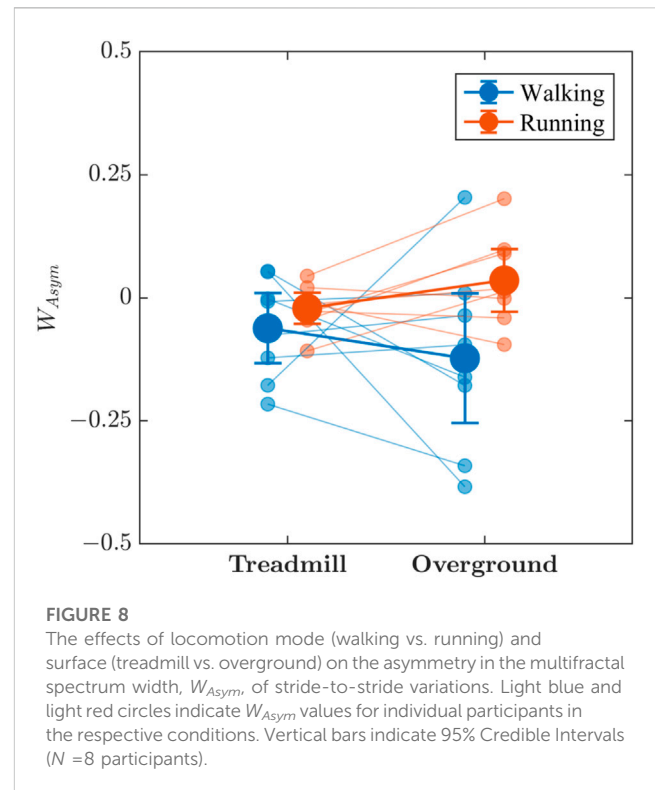 0.5
Walking
Running
0.25
W_Asym
0
−0.25
−0.5
Treadmill Overground
FIGURE 8
The effects of locomotion mode (walking vs. running) and
surface (treadmill vs. overground) on the asymmetry in the multifractal
spectrum width, W_Asym, of stride-to-stride variations. Light blue and
light red circles indicate W_Asym values for individual participants in
the respective conditions. Vertical bars indicate 95% Credible Intervals
(N =8 participants).